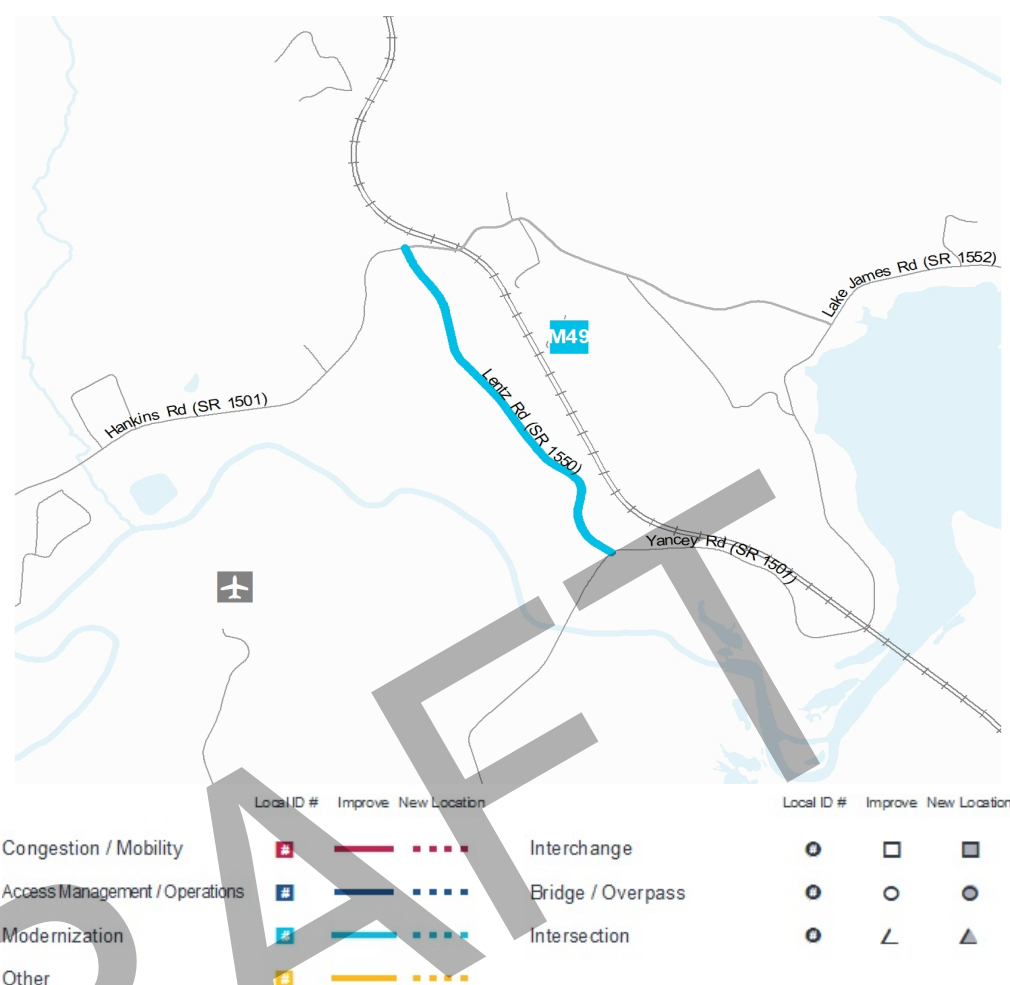 Lake James Rd (SR 1552)
M49
Lentz Rd (SR 1550)
Hankins Rd (SR 1501)
Yancey Rd (SR 1501)
DRAFT
Local ID # Improve New Location Local ID # Improve New Location
Congestion / Mobility # Interchange #
Access Management / Operations # Bridge / Overpass #
Modernization # Intersection #
Other #